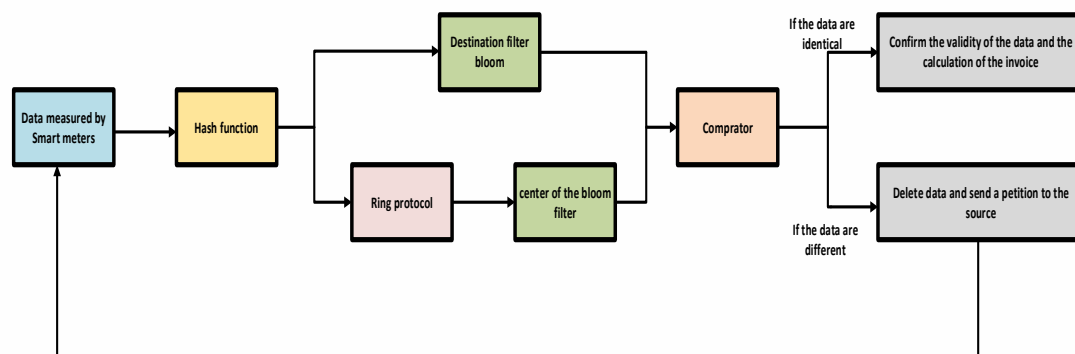 Data measured by
Smart meters
Hash function
Destination filter
bloom
Ring protocol
center of the bloom
filter
Comprator
If the data are
identical
Confirm the validity of the data and the
calculation of the invoice
If the data are
different
Delete data and send a petition to the
source